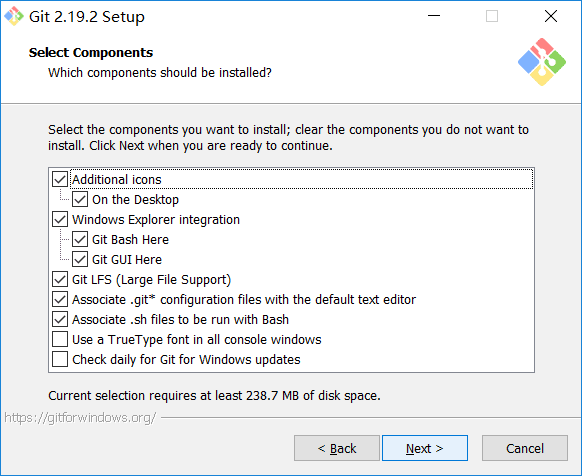 Git 2.19.2 Setup
Select Components
Which components should be installed?
Select the components you want to install; clear the components you do not want to
install. Click Next when you are ready to continue.
Additional icons
On the Desktop
Windows Explorer integration
Git Bash Here
Git GUI Here
Git LFS (Large File Support)
Associate .git* configuration files with the default text editor
Associate .sh files to be run with Bash
Use a TrueType font in all console windows
Check daily for Git for Windows updates
Current selection requires at least 238.7 MB of disk space.
https://gitforwindows.org/
< Back
Next >
Cancel